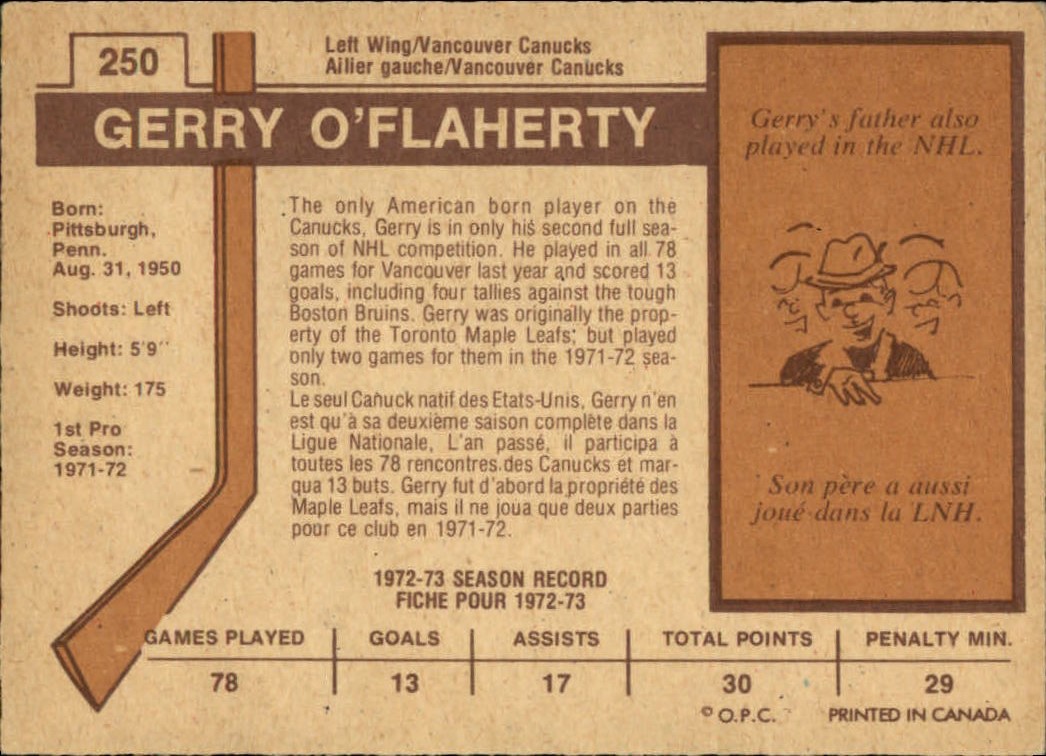 250
Left Wing/Vancouver Canucks
Ailier gauche/Vancouver Canucks
GERRY O'FLAHERTY
Born:
Pittsburgh,
Penn.
Aug. 31, 1950
Shoots: Left
Height: 5'9"
Weight: 175
1st Pro
Season:
1971-72
The only American born player on the
Canucks, Gerry is in only his second full sea-
son of NHL competition. He played in all 78
games for Vancouver last year and scored 13
goals, including four tallies against the tough
Boston Bruins. Gerry was originally the prop-
erty of the Toronto Maple Leafs; but played
only two games for them in the 1971-72 sea-
son.
Le seul Canuck natif des Etats-Unis, Gerry n'en
est qu'à sa deuxième saison complète dans la
Ligue Nationale, L'an passé, il participa à
toutes les 78 rencontres des Canucks et mar-
qua 13 buts. Gerry fut d'abord la propriété des
Maple Leafs, mais il ne joua que deux parties
pour ce club en 1971-72.
Gerry's father also
played in the NHL.
Son père a aussi
joué dans la LNH.
1972-73 SEASON RECORD
FICHE POUR 1972-73
GAMES PLAYED GOALS ASSISTS TOTAL POINTS PENALTY MIN.
78 13 17 30 29
© O.P.C. PRINTED IN CANADA